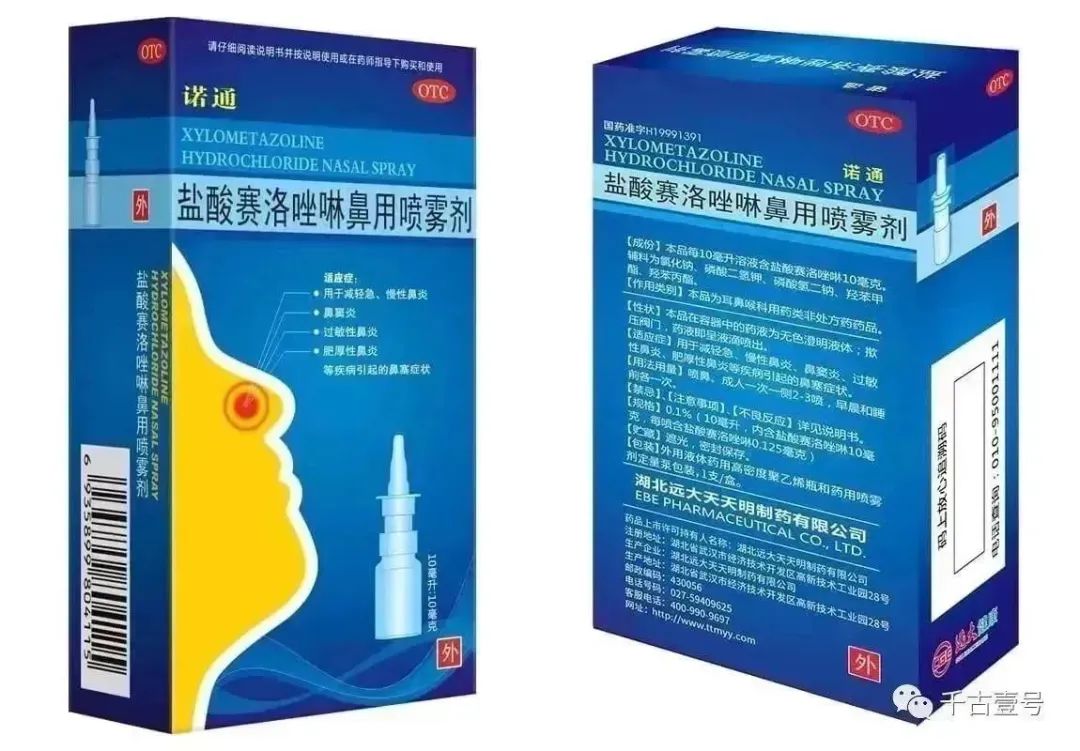 OTC
请仔细阅读说明书并按说明使用或在药师指导下购买和使用
OTC
诺通
XYLOMETAZOLINE
HYDROCHLORIDE NASAL SPRAY
外
盐酸赛洛唑啉鼻用喷雾剂
适应症:
用于减轻急、慢性鼻炎
鼻窦炎
过敏性鼻炎
肥厚性鼻炎
等疾病引起的鼻塞症状
XYLOMETAZOLINE
HYDROCHLORIDE NASAL SPRAY
盐酸赛洛唑啉鼻用喷雾剂
6 935899 804115
10毫升:10毫克
外
OTC
OTC
国药准字H19991391
XYLOMETAZOLINE
诺通
HYDROCHLORIDE NASAL SPRAY
盐酸赛洛唑啉鼻用喷雾剂
外
【成份】本品每10毫升溶液含盐酸赛洛唑啉10毫克。
辅料为氯化钠、磷酸二氢钾、磷酸氢二钠、羟苯甲
酯、羟苯丙酯。
【作用类别】本品为耳鼻喉科用药类非处方药药品。
【性状】本品在容器中的药液为无色澄明液体;揿
压阀门,药液即呈液滴喷出。
【适应症】用于减轻急、慢性鼻炎、鼻窦炎、过敏
性鼻炎、肥厚性鼻炎等疾病引起的鼻塞症状。
【用法用量】喷鼻。成人一次一侧2-3喷,早晨和睡
前各一次。
【禁忌】、【注意事项】、【不良反应】详见说明书。
【规格】0.1%(10毫升,内含盐酸赛洛唑啉10毫
克,每喷含盐酸赛洛唑啉0.125毫克)
【贮藏】遮光,密封保存。
【包装】外用液体药用高密度聚乙烯瓶和药用喷雾
剂定量泵包装,1支/盒。
湖北远大天天明制药有限公司
EBE PHARMACEUTICAL CO., LTD.
药品上市许可持有人名称:湖北远大天天明制药有限公司
注册地址:湖北省武汉市经济技术开发区高新技术工业园28号
生产企业:湖北远大天天明制药有限公司
生产地址:湖北省武汉市经济技术开发区高新技术工业园28号
邮政编码:430056
电话号码:027-59409625
客服电话:400-990-9697
网址:http://www.ttmyy.com
外
码上放心追溯码
电话查询:010-95001111
远大健康
千古壹号